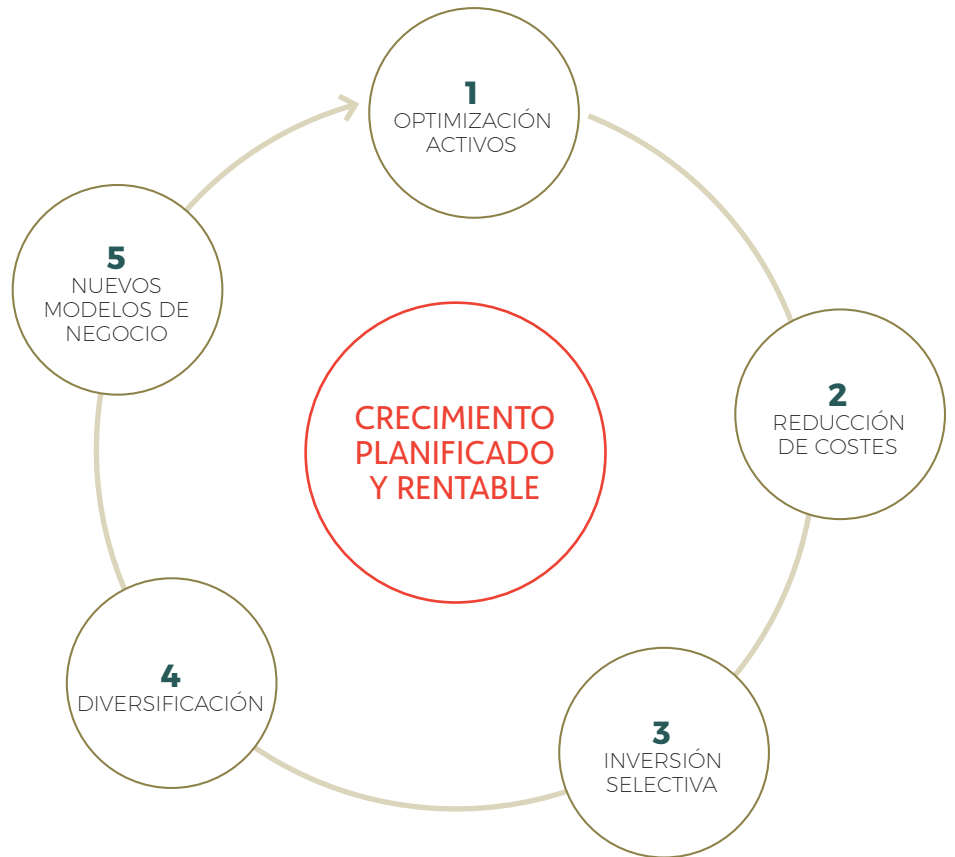 1
OPTIMIZACIÓN
ACTIVOS
2
REDUCCIÓN
DE COSTES
3
INVERSIÓN
SELECTIVA
4
DIVERSIFICACIÓN
5
NUEVOS
MODELOS DE
NEGOCIO
CRECIMIENTO
PLANIFICADO
Y RENTABLE